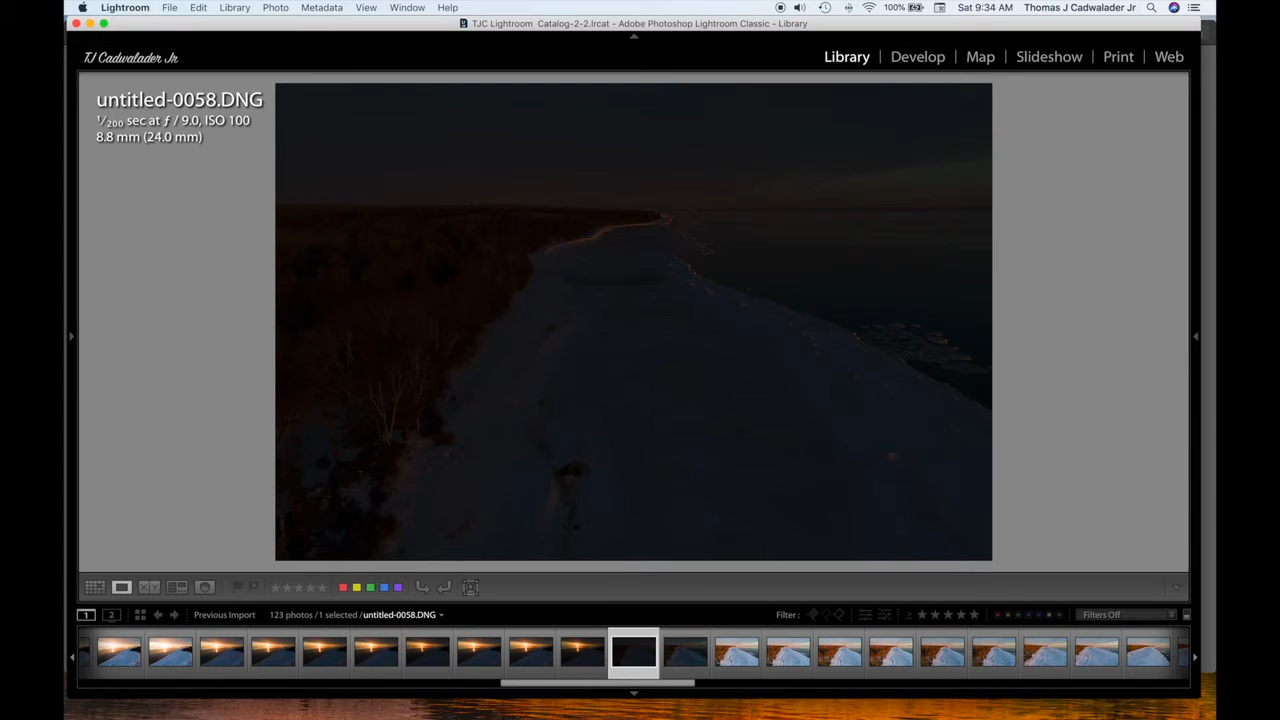 Lightroom File Edit Library Photo Metadata View Window Help 100% Sat 9:34 AM Thomas J Cadwalader Jr
TJC Lightroom Catalog-2-2.lrcat - Adobe Photoshop Lightroom Classic - Library
TJ Cadwalader Jr Library | Develop | Map | Slideshow | Print | Web
untitled-0058.DNG
1/200 sec at ƒ / 9.0, ISO 100
8.8 mm (24.0 mm)
X Y
1 2 Previous Import 123 photos / 1 selected / untitled-0058.DNG Filter : ≥ Filters Off